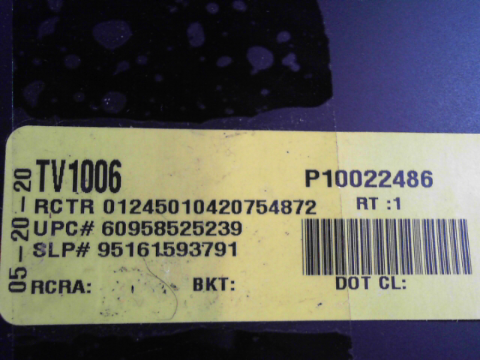 05-20-20
TV1006
P10022486
RCTR 01245010420754872
RT :1
UPC# 60958525239
SLP# 95161593791
RCRA:
BKT:
DOT CL: